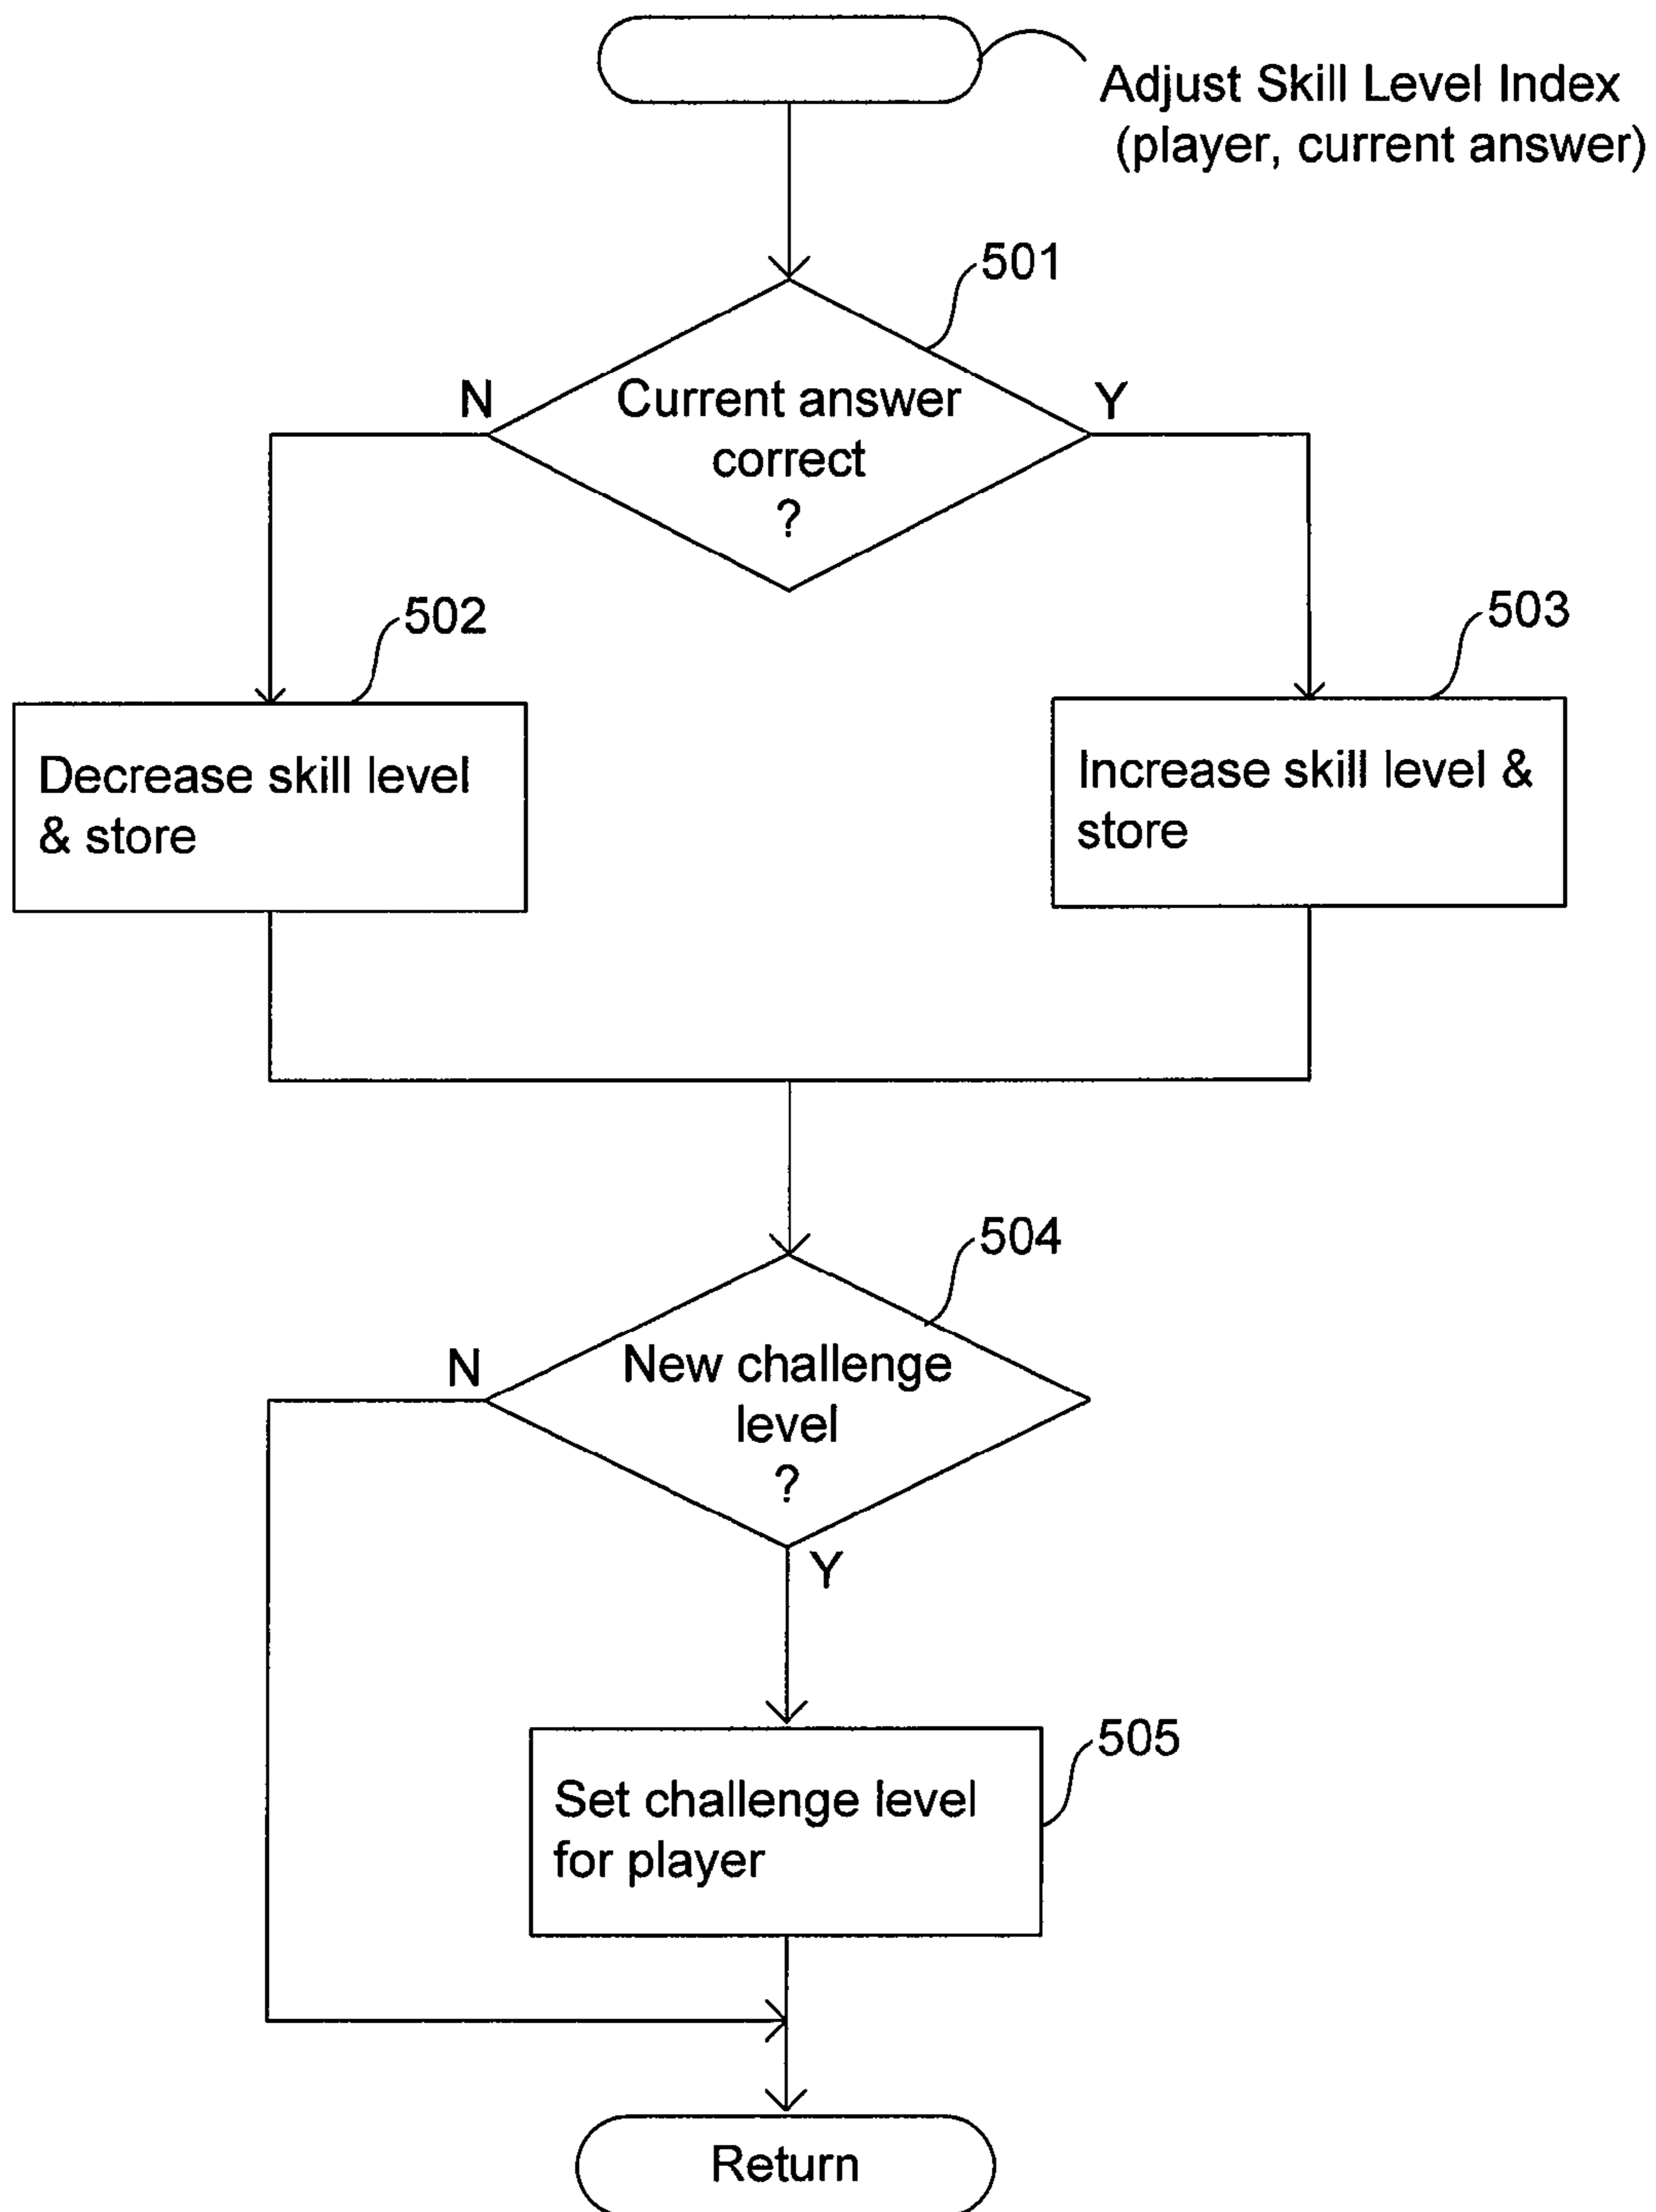 Adjust Skill Level Index
(player, current answer)
501
N
Current answer
correct
?
Y
502
503
Decrease skill level
& store
Increase skill level &
store
504
N
New challenge
level
?
Y
505
Set challenge level
for player
Return